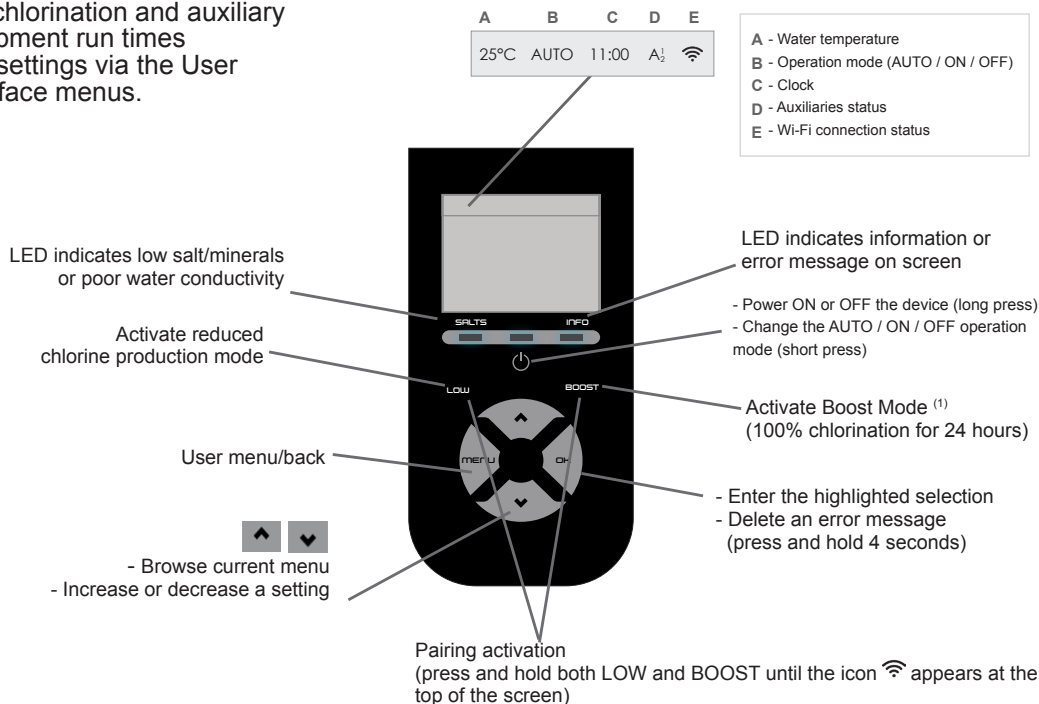 chlorination and auxiliary
run times
settings via the User
menus.
A B C D E
25°C AUTO 11:00 A½
A - Water temperature
B - Operation mode (AUTO / ON / OFF)
C - Clock
D - Auxiliaries status
E - Wi-Fi connection status
LED indicates low salt/minerals
or poor water conductivity
Activate reduced
chlorine production mode
User menu/back
- Browse current menu
- Increase or decrease a setting
SALTS INFO
LOW BOOST
MENU OK
LED indicates information or
error message on screen
- Power ON or OFF the device (long press)
- Change the AUTO / ON / OFF operation
mode (short press)
Activate Boost Mode (1)
(100% chlorination for 24 hours)
- Enter the highlighted selection
- Delete an error message
(press and hold 4 seconds)
Pairing activation
(press and hold both LOW and BOOST until the icon appears at the
top of the screen)